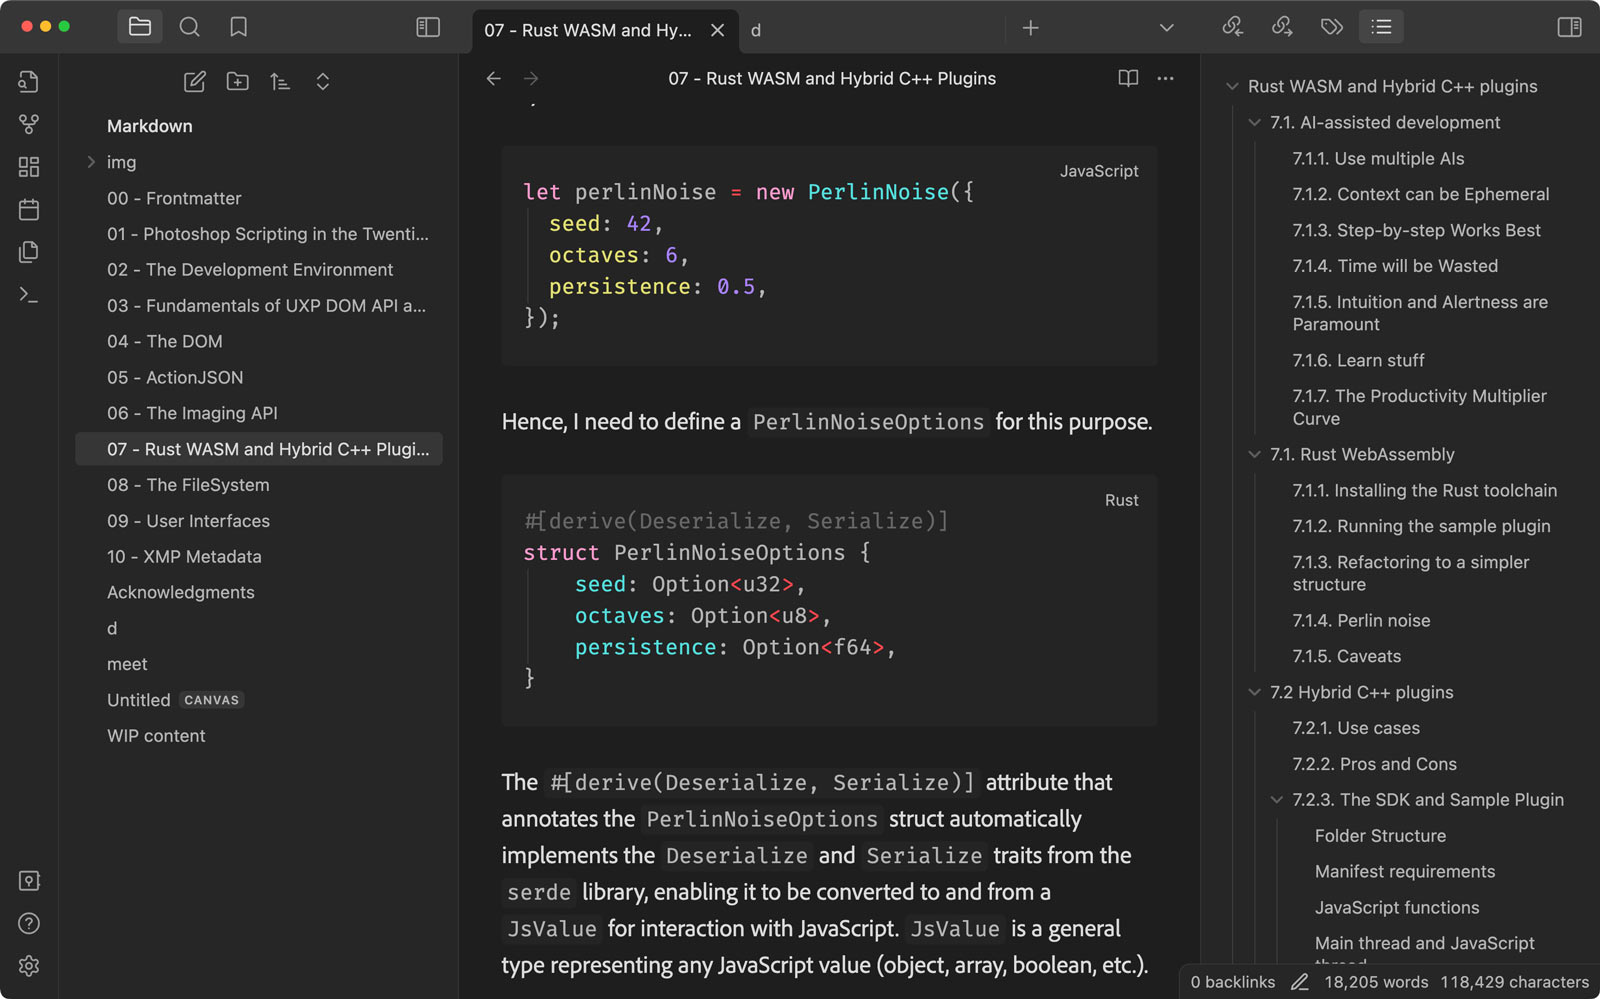 07 - Rust WASM and Hy...
d
Markdown
img
00 - Frontmatter
01 - Photoshop Scripting in the Twenti...
02 - The Development Environment
03 - Fundamentals of UXP DOM API a...
04 - The DOM
05 - ActionJSON
06 - The Imaging API
07 - Rust WASM and Hybrid C++ Plugi...
08 - The FileSystem
09 - User Interfaces
10 - XMP Metadata
Acknowledgments
d
meet
Untitled CANVAS
WIP content
07 - Rust WASM and Hybrid C++ Plugins
JavaScript
let perlinNoise = new PerlinNoise({
  seed: 42,
  octaves: 6,
  persistence: 0.5,
});
Hence, I need to define a PerlinNoiseOptions for this purpose.
Rust
#[derive(Deserialize, Serialize)]
struct PerlinNoiseOptions {
    seed: Option<u32>,
    octaves: Option<u8>,
    persistence: Option<f64>,
}
The #[derive(Deserialize, Serialize)] attribute that
annotates the PerlinNoiseOptions struct automatically
implements the Deserialize and Serialize traits from the
serde library, enabling it to be converted to and from a
JsValue for interaction with JavaScript. JsValue is a general
type representing any JavaScript value (object, array, boolean, etc.).
Rust WASM and Hybrid C++ plugins
7.1. AI-assisted development
7.1.1. Use multiple AIs
7.1.2. Context can be Ephemeral
7.1.3. Step-by-step Works Best
7.1.4. Time will be Wasted
7.1.5. Intuition and Alertness are
Paramount
7.1.6. Learn stuff
7.1.7. The Productivity Multiplier
Curve
7.1. Rust WebAssembly
7.1.1. Installing the Rust toolchain
7.1.2. Running the sample plugin
7.1.3. Refactoring to a simpler
structure
7.1.4. Perlin noise
7.1.5. Caveats
7.2 Hybrid C++ plugins
7.2.1. Use cases
7.2.2. Pros and Cons
7.2.3. The SDK and Sample Plugin
Folder Structure
Manifest requirements
JavaScript functions
Main thread and JavaScript
0 backlinks 18,205 words 118,429 characters